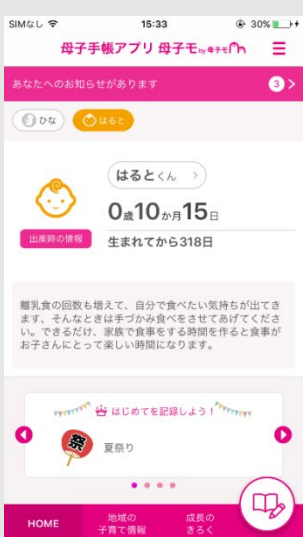 SIMなし 15:33 30%
母子手帳アプリ 母子モ by母子モ
あなたへのお知らせがあります 3
ひな はると
はるとくん
0歳10か月15日
出産時の情報 生まれてから318日
離乳食の回数も増えて、自分で食べたい気持ちが出てき
ます、そんなときは手づかみ食べをさせてあげてくださ
い。できるだけ、家族で食事をする時間を作ると食事が
お子さんにとって楽しい時間になります。
はじめてを記録しよう!
祭
夏祭り
HOME 地域の 成長の
子育て情報 きろく